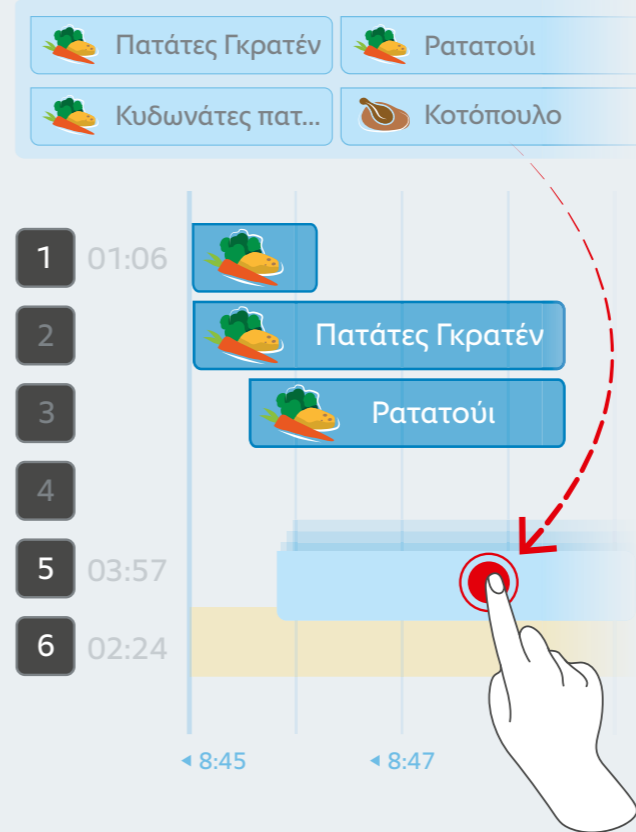 Πατάτες Γκρατέν
Ρατατούι
Κυδωνάτες πατ...
Κοτόπουλο
1 01:06
2 Πατάτες Γκρατέν
3 Ρατατούι
4
5 03:57
6 02:24
8:45 8:47